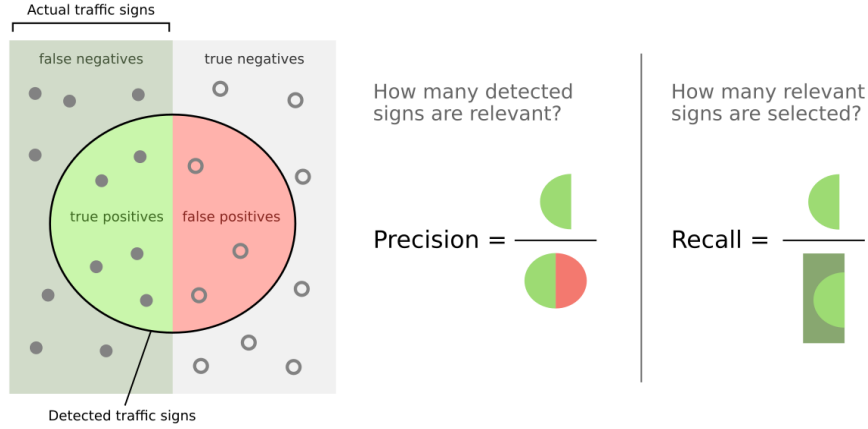 Actual traffic signs
false negatives
true negatives
true positives
false positives
Detected traffic signs
How many detected
signs are relevant?
Precision =
How many relevant
signs are selected?
Recall =